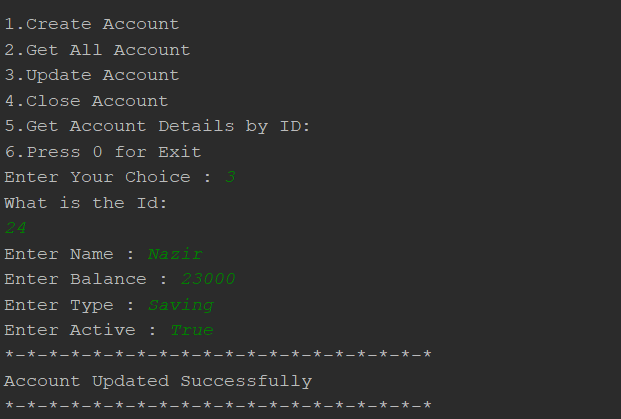 1.Create Account
2.Get All Account
3.Update Account
4.Close Account
5.Get Account Details by ID:
6.Press 0 for Exit
Enter Your Choice : 3
What is the Id:
24
Enter Name : Nazir
Enter Balance : 23000
Enter Type : Saving
Enter Active : True
*-*-*-*-*-*-*-*-*-*-*-*-*-*-*-*-*-*-*-*
Account Updated Successfully
*-*-*-*-*-*-*-*-*-*-*-*-*-*-*-*-*-*-*-*